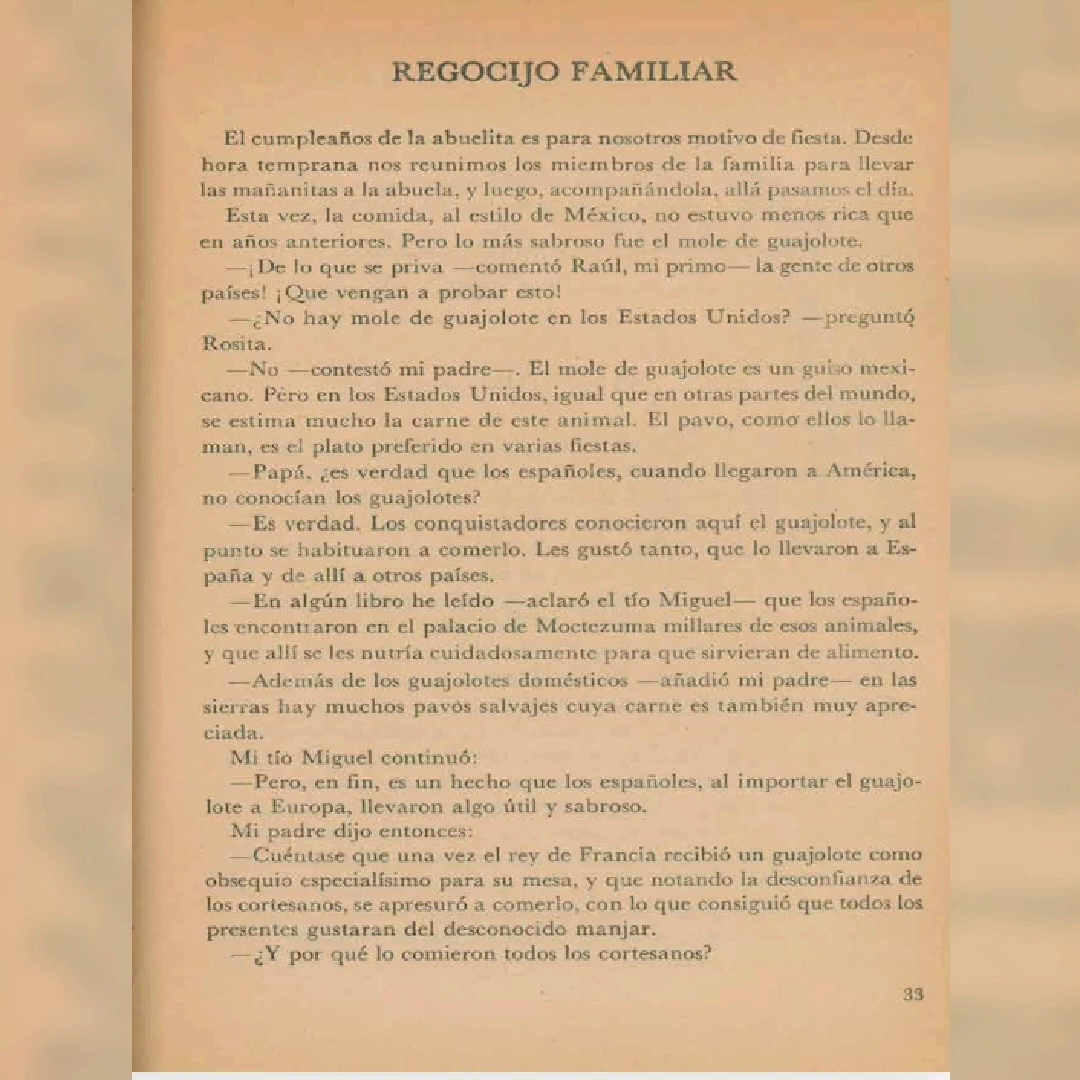 REGOCIJO FAMILIAR
El cumpleaños de la abuelita es para nosotros motivo de fiesta. Desde
hora temprana nos reunimos los miembros de la familia para llevar
las mañanitas a la abuela, y luego, acompañándola, allá pasamos el día.
Esta vez, la comida, al estilo de México, no estuvo menos rica que
en años anteriores. Pero lo más sabroso fue el mole de guajolote.
—¡De lo que se priva —comentó Raúl, mi primo— la gente de otros
países! ¡Que vengan a probar esto!
—¿No hay mole de guajolote en los Estados Unidos? —preguntó
Rosita.
—No —contestó mi padre—. El mole de guajolote es un guiso mexi-
cano. Pero en los Estados Unidos, igual que en otras partes del mundo,
se estima mucho la carne de este animal. El pavo, como ellos lo lla-
man, es el plato preferido en varias fiestas.
—Papá, ¿es verdad que los españoles, cuando llegaron a América,
no conocían los guajolotes?
—Es verdad. Los conquistadores conocieron aquí el guajolote, y al
punto se habituaron a comerlo. Les gustó tanto, que lo llevaron a Es-
paña y de allí a otros países.
—En algún libro he leído —aclaró el tío Miguel— que los españo-
les encontraron en el palacio de Moctezuma millares de esos animales,
y que allí se les nutría cuidadosamente para que sirvieran de alimento.
—Además de los guajolotes domésticos —añadió mi padre— en las
sierras hay muchos pavos salvajes cuya carne es también muy apre-
ciada.
Mi tío Miguel continuó:
—Pero, en fin, es un hecho que los españoles, al importar el guajo-
lote a Europa, llevaron algo útil y sabroso.
Mi padre dijo entonces:
—Cuéntase que una vez el rey de Francia recibió un guajolote como
obsequio especialísimo para su mesa, y que notando la desconfianza de
los cortesanos, se apresuró a comerlo, con lo que consiguió que todos los
presentes gustaran del desconocido manjar.
—¿Y por qué lo comieron todos los cortesanos?
33